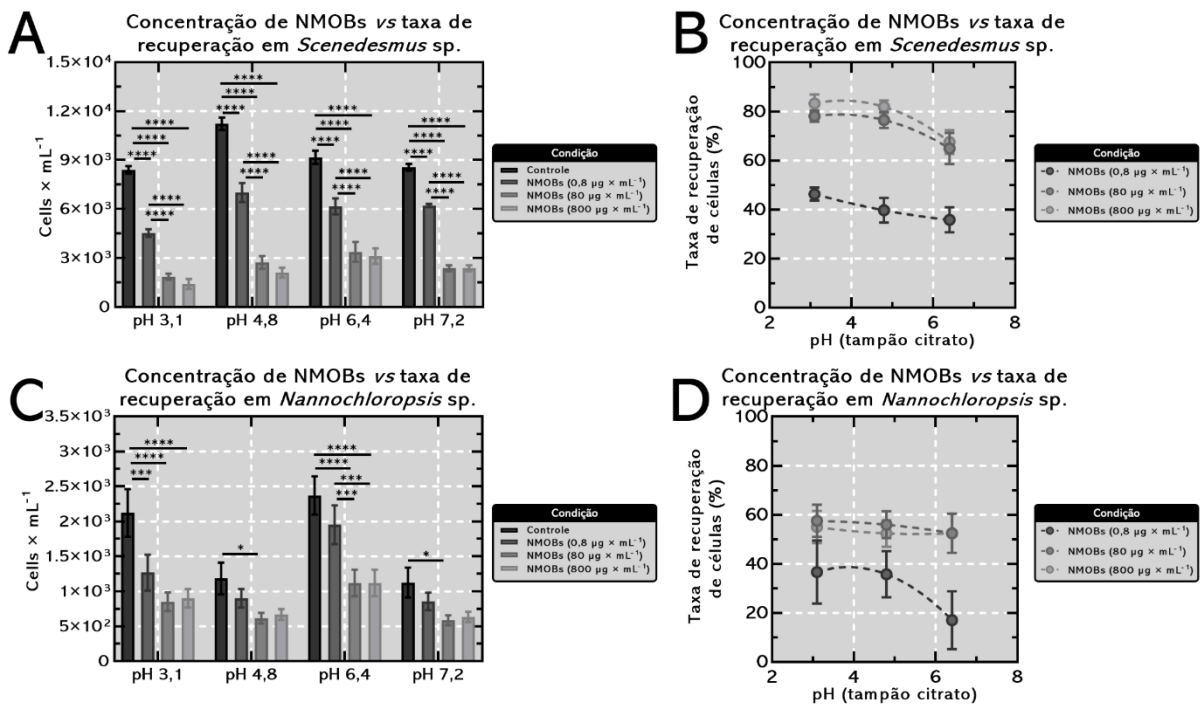 A
Concentração de NMOBs vs taxa de
recuperação em Scenedesmus sp.
Cells × mL⁻¹
1.5×10⁴
1.2×10⁴
9×10³
6×10³
3×10³
0
**** **** **** **** ****
**** **** **** **** ****
**** **** **** **** ****
**** **** **** **** ****
pH 3,1 pH 4,8 pH 6,4 pH 7,2
Condição
Controle
NMOBs (0,8 µg × mL⁻¹)
NMOBs (80 µg × mL⁻¹)
NMOBs (800 µg × mL⁻¹)
B
Concentração de NMOBs vs taxa de
recuperação em Scenedesmus sp.
Taxa de recuperação
de células (%)
100
80
60
40
20
0
2 4 6 8
pH (tampão citrato)
Condição
NMOBs (0,8 µg × mL⁻¹)
NMOBs (80 µg × mL⁻¹)
NMOBs (800 µg × mL⁻¹)
C
Concentração de NMOBs vs taxa de
recuperação em Nannochloropsis sp.
Cells × mL⁻¹
3.5×10³
3×10³
2.5×10³
2×10³
1.5×10³
1×10³
5×10²
0
****
****
***
*
****
****
***
***
*
pH 3,1 pH 4,8 pH 6,4 pH 7,2
Condição
Controle
NMOBs (0,8 µg × mL⁻¹)
NMOBs (80 µg × mL⁻¹)
NMOBs (800 µg × mL⁻¹)
D
Concentração de NMOBs vs taxa de
recuperação em Nannochloropsis sp.
Taxa de recuperação
de células (%)
100
80
60
40
20
0
2 4 6 8
pH (tampão citrato)
Condição
NMOBs (0,8 µg × mL⁻¹)
NMOBs (80 µg × mL⁻¹)
NMOBs (800 µg × mL⁻¹)